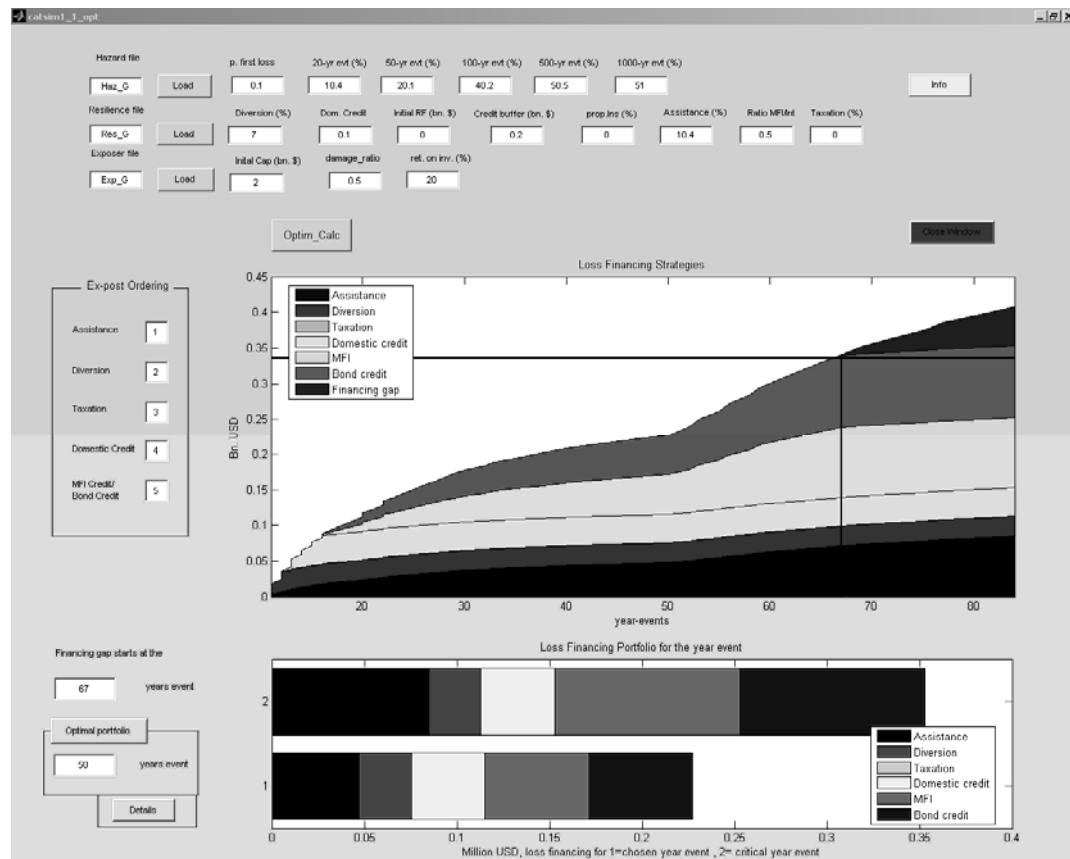 catsim1_1_opt
Hazard file
p. first loss
20-yr evt (%)
50-yr evt (%)
100-yr evt (%)
500-yr evt (%)
1000-yr evt (%)
Haz_G
Load
0.1
10.4
20.1
40.2
50.5
51
Info
Resilience file
Diversion (%)
Dom. Credit
Initial RF (bn. $)
Credit buffer (bn. $)
prop.Ins (%)
Assistance (%)
Ratio MFI/Int
Taxation (%)
Res_G
Load
7
0.1
0
0.2
0
10.4
0.5
0
Exposer file
Inital Cap (bn. $)
damage_ratio
ret. on inv. (%)
Exp_G
Load
2
0.5
20
Optim_Calc
Close Window
Ex-post Ordering
Assistance
1
Diversion
2
Taxation
3
Domestic Credit
4
MFI Credit/
Bond Credit
5
Loss Financing Strategies
Assistance
Diversion
Taxation
Domestic credit
MFI
Bond credit
Financing gap
Bn. USD
0.45
0.4
0.35
0.3
0.25
0.2
0.15
0.1
0.05
0
20
30
40
50
60
70
80
year-events
Financing gap starts at the
67
years event
Optimal portfolio
50
years event
Details
Loss Financing Portfolio for the year event
2
1
Assistance
Diversion
Taxation
Domestic credit
MFI
Bond credit
0
0.05
0.1
0.15
0.2
0.25
0.3
0.35
0.4
Million USD, loss financing for 1=chosen year event , 2= critical year event